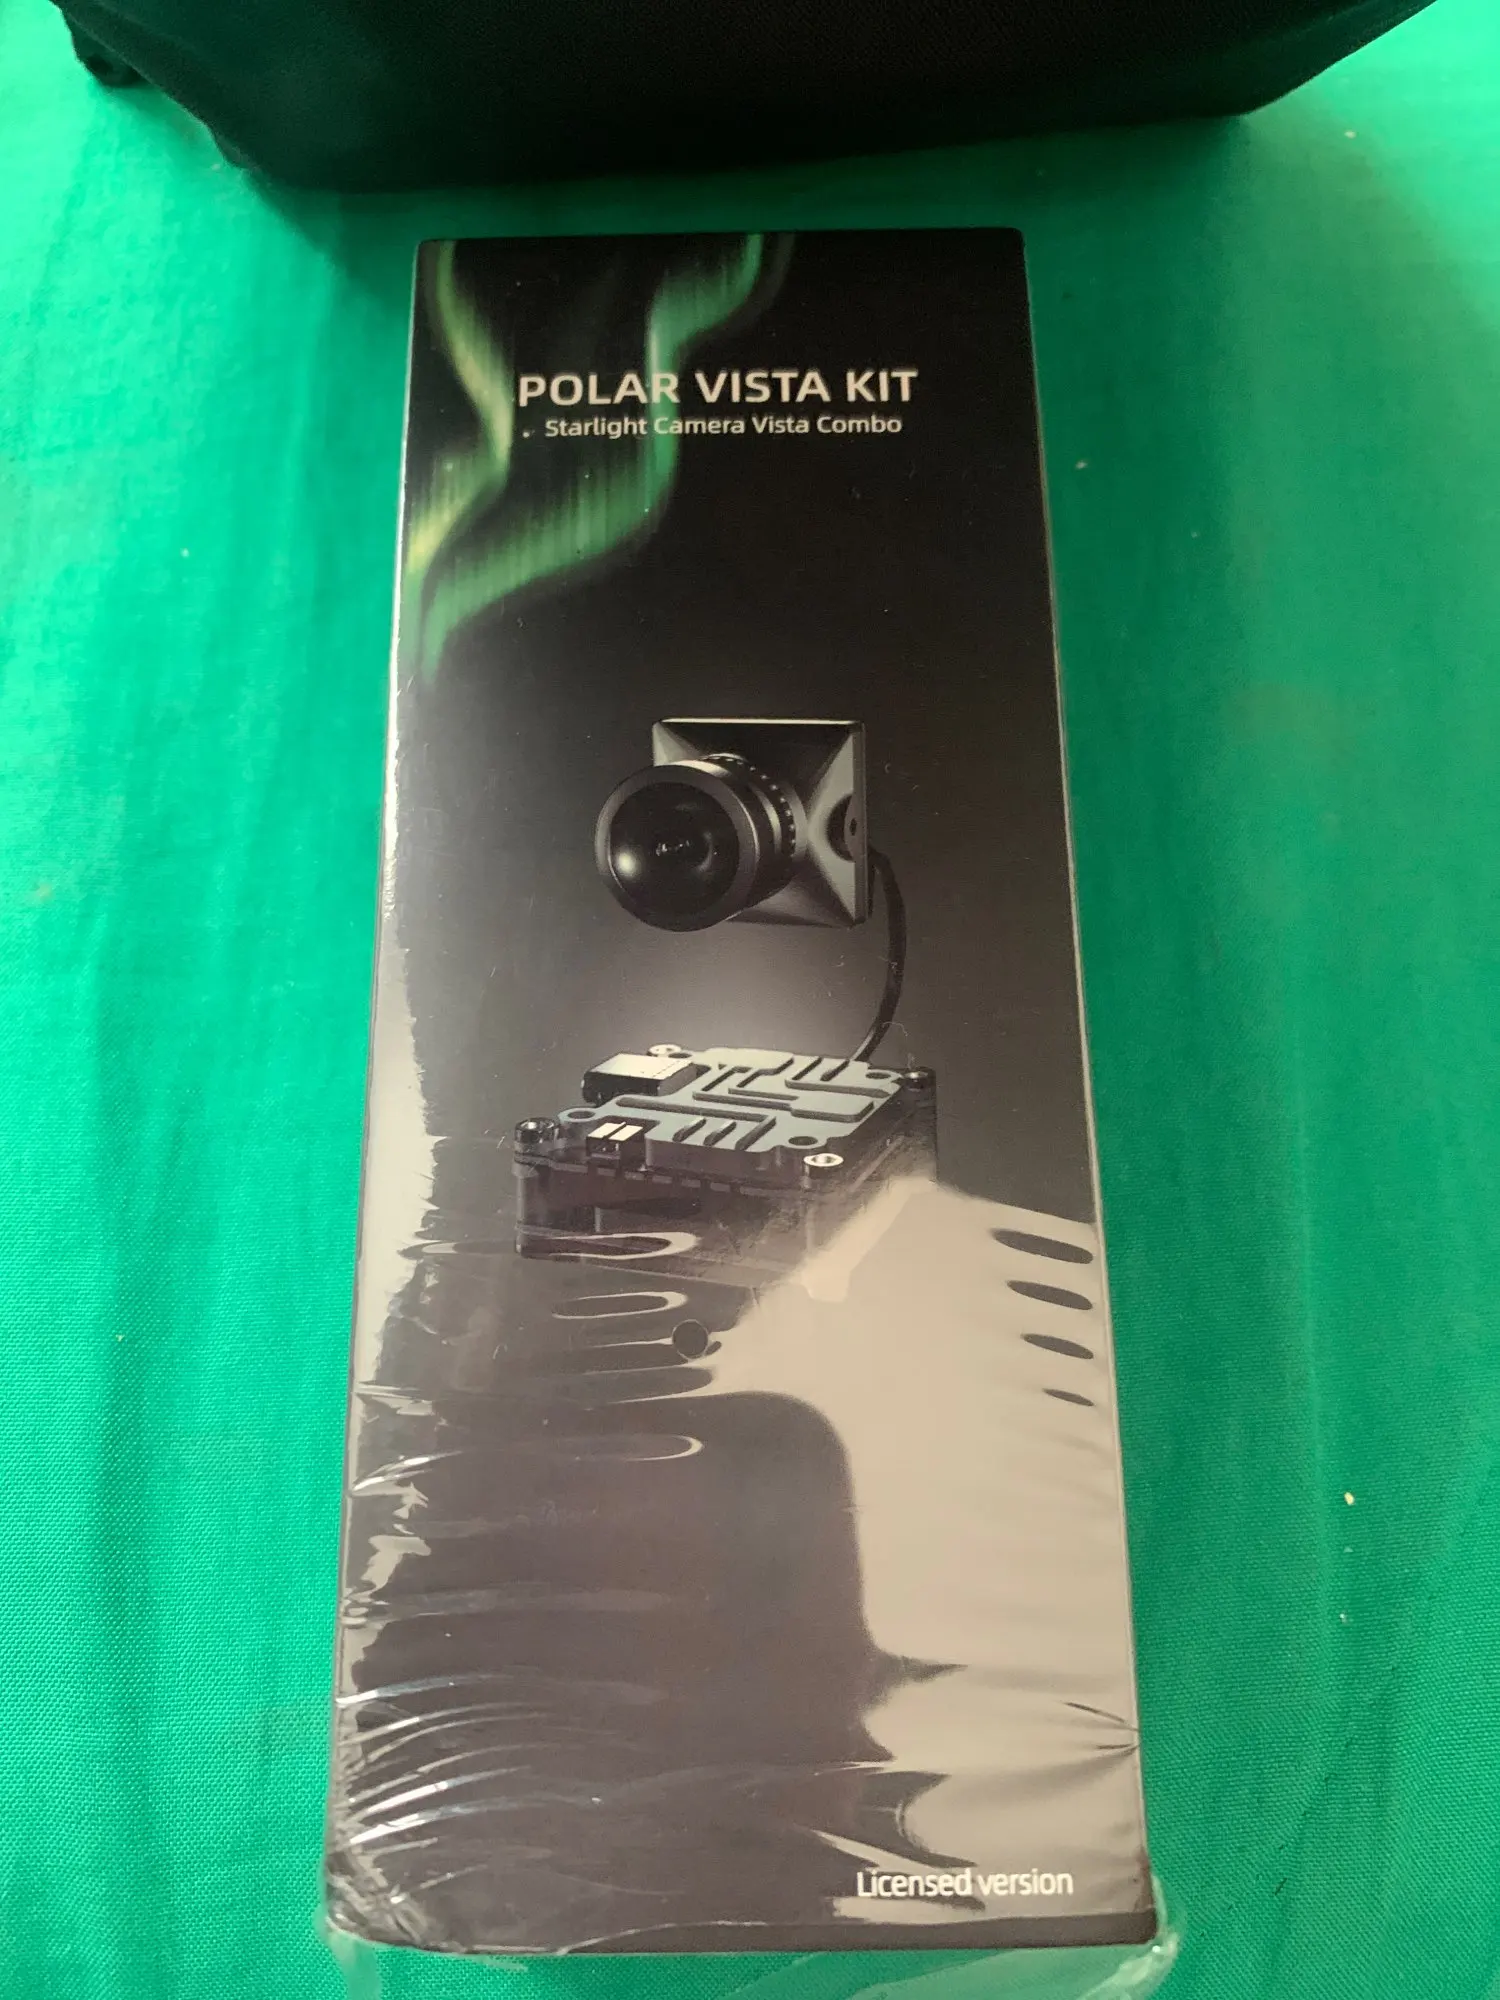 POLAR VISTA KIT
Starlight Camera Vista Combo
Licensed version